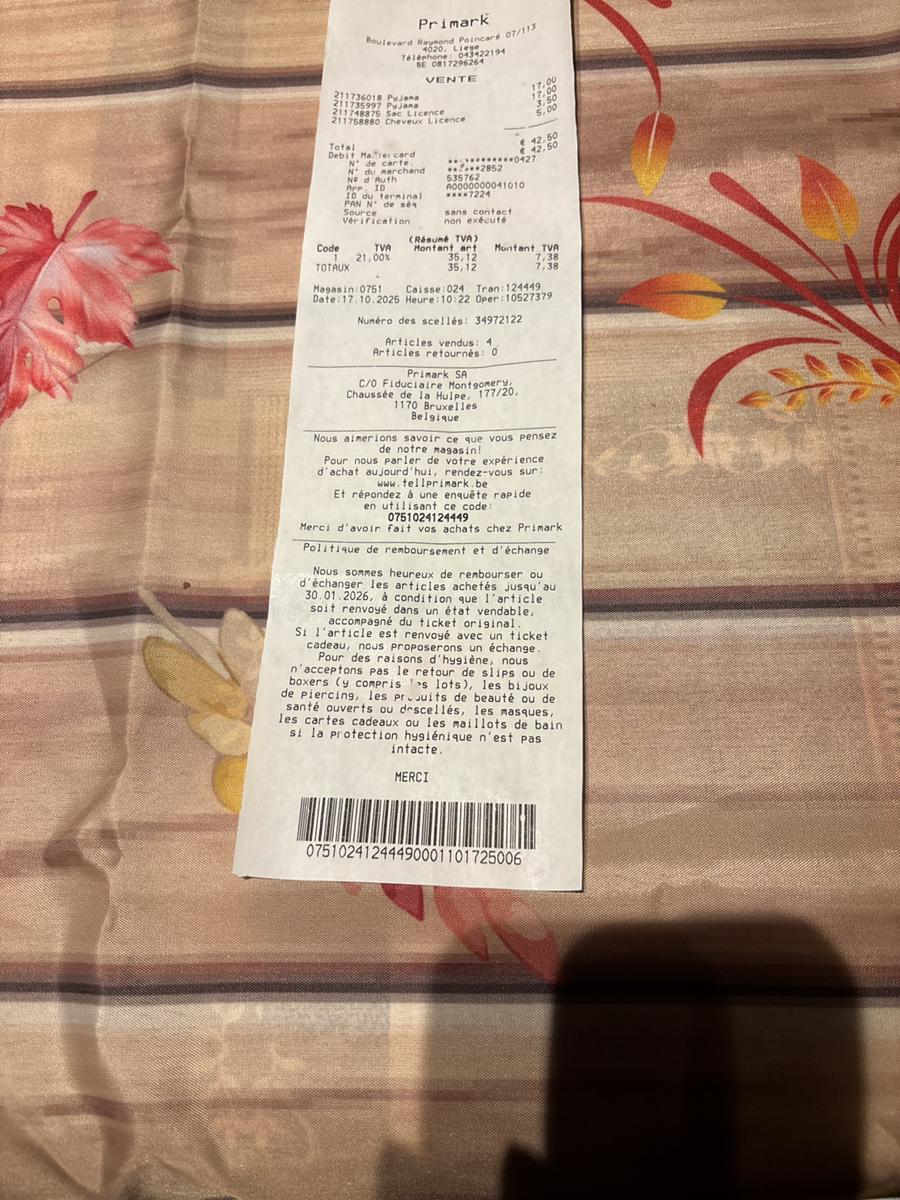 Primark
Boulevard Raymond Poincaré 07/113
4020, Liege
Téléphone: 043422194
BE 0817296264
VENTE
211736018 Pyjama 17,00
211735997 Pyjama 17,00
211748875 Sac Licence 3,50
211758880 Cheveux Licence 5,00
Total € 42,50
Debit Mastercard € 42,50
N° de carte. ************0427
N° du marchand ******2852
Nº d'Auth 535762
App. ID A0000000041010
ID du terminal ****7224
PAN N° de séq
Source sans contact
Vérification non exécuté
(Résumé TVA)
Code TVA Montant art Montant TVA
1 21,00% 35,12 7,38
TOTAUX 35,12 7,38
Magasin:0751 Caisse:024 Tran:124449
Date:17.10.2025 Heure:10:22 Oper:10527379
Numéro des scellés: 34972122
Articles vendus: 4
Articles retournés: 0
Primark SA
C/O Fiduciaire Montgomery,
Chaussée de la Hulpe, 177/20,
1170 Bruxelles
Belgique
Nous aimerions savoir ce que vous pensez
de notre magasin!
Pour nous parler de votre expérience
d'achat aujourd'hui, rendez-vous sur:
www.tellprimark.be
Et répondez à une enquête rapide
en utilisant ce code:
0751024124449
Merci d'avoir fait vos achats chez Primark
Politique de remboursement et d'échange
Nous sommes heureux de rembourser ou
d'échanger les articles achetés jusqu'au
30.01.2026, à condition que l'article
soit renvoyé dans un état vendable,
accompagné du ticket original.
Si l'article est renvoyé avec un ticket
cadeau, nous proposerons un échange.
Pour des raisons d'hygiène, nous
n'acceptons pas le retour de slips ou de
boxers (y compris les lots), les bijoux
de piercing, les produits de beauté ou de
santé ouverts ou descellés, les masques,
les cartes cadeaux ou les maillots de bain
si la protection hygiénique n'est pas
intacte.
MERCI
07510241244490001101725006